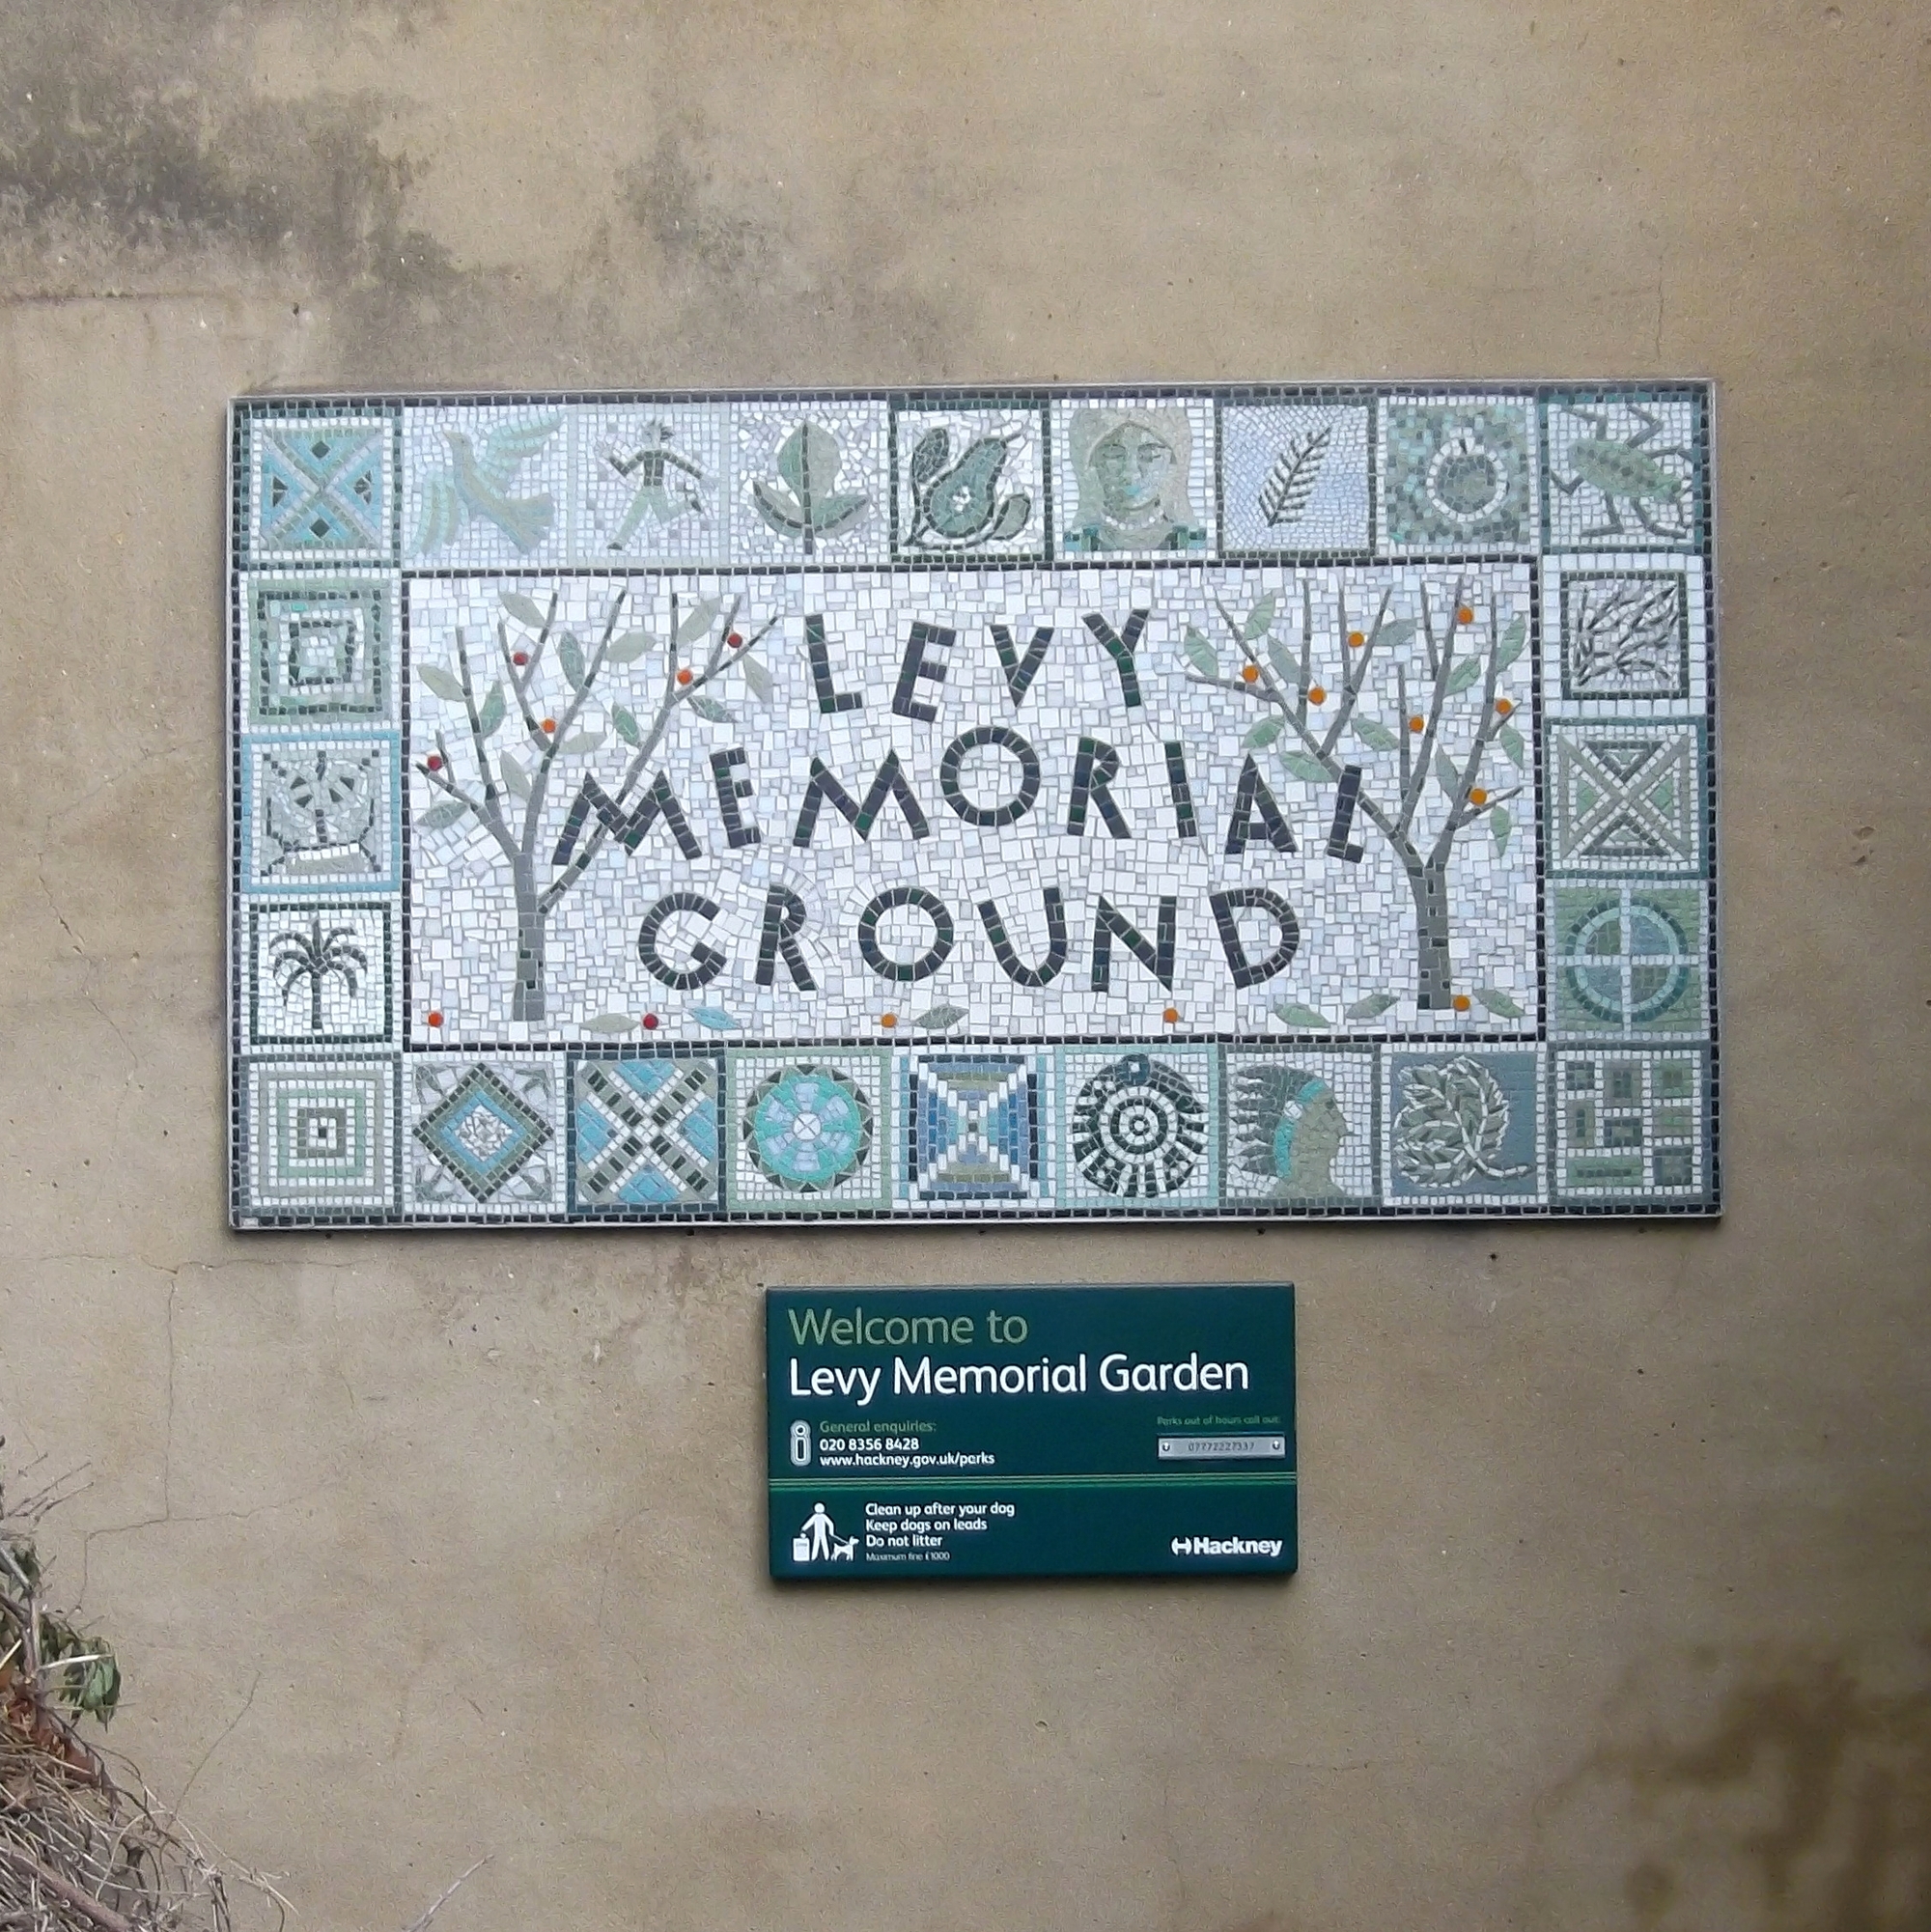 LEVY
MEMORIAL
GROUND
Welcome to
Levy Memorial Garden
General enquiries:
020 8356 8428
www.hackney.gov.uk/parks
Parks out of hours call out:
07772227337
Clean up after your dog
Keep dogs on leads
Do not litter
Maximum fine £1000
Hackney